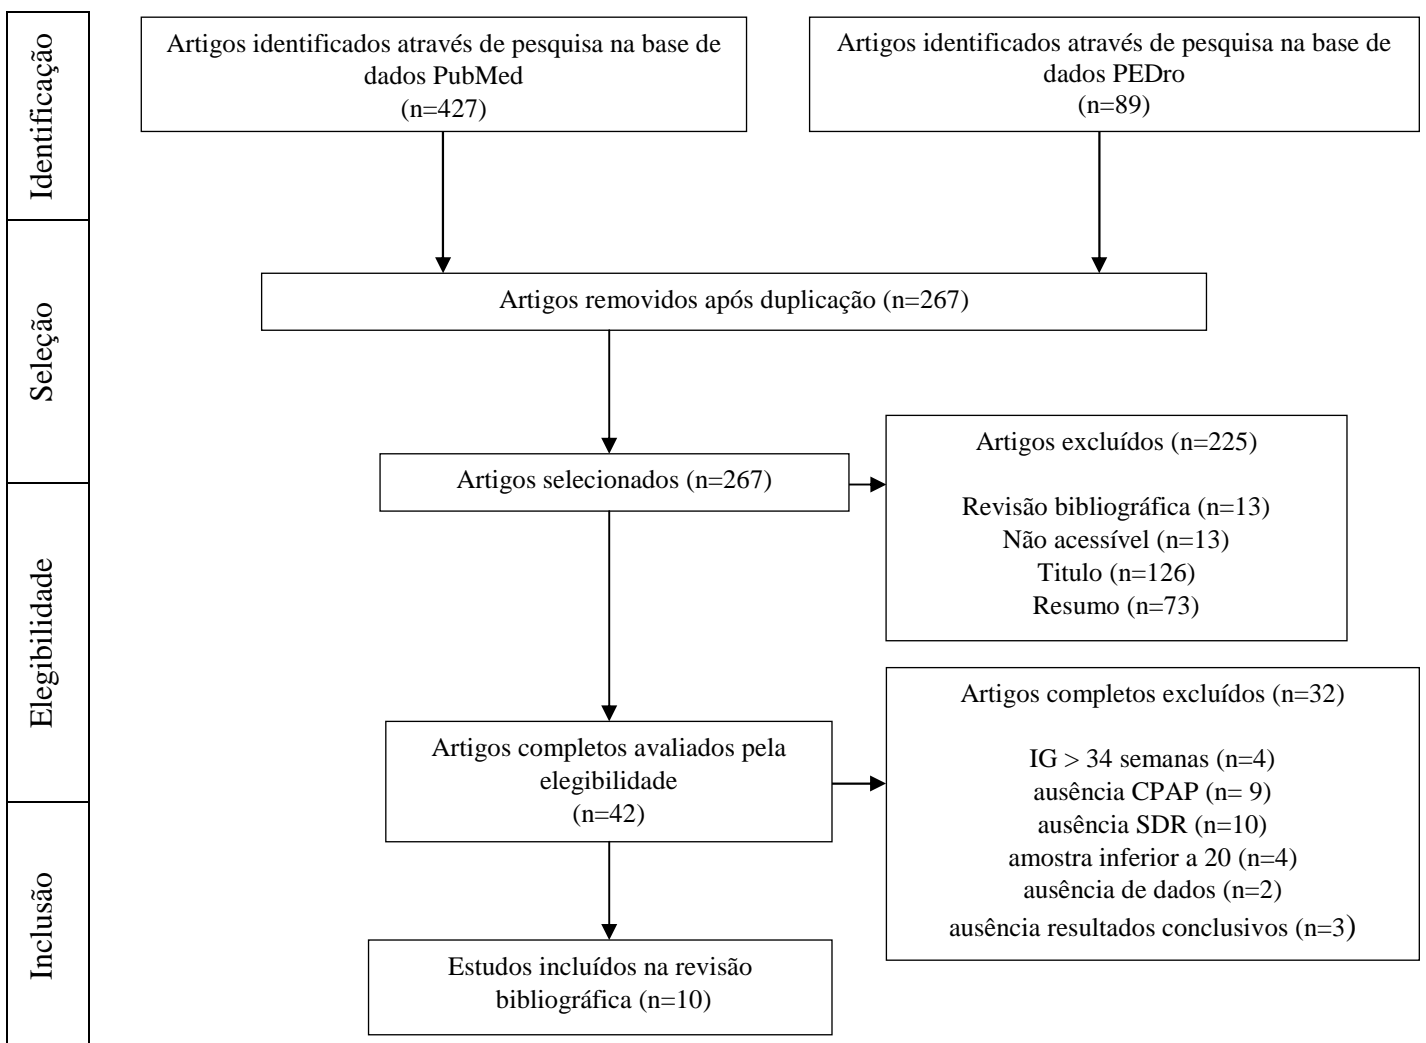 Identificação
Artigos identificados através de pesquisa na base de
dados PubMed
(n=427)
Artigos identificados através de pesquisa na base de
dados PEDro
(n=89)
Seleção
Artigos removidos após duplicação (n=267)
Artigos selecionados (n=267)
Artigos excluídos (n=225)
Revisão bibliográfica (n=13)
Não acessível (n=13)
Titulo (n=126)
Resumo (n=73)
Elegibilidade
Artigos completos avaliados pela
elegibilidade
(n=42)
Artigos completos excluídos (n=32)
IG > 34 semanas (n=4)
ausência CPAP (n= 9)
ausência SDR (n=10)
amostra inferior a 20 (n=4)
ausência de dados (n=2)
ausência resultados conclusivos (n=3)
Inclusão
Estudos incluídos na revisão
bibliográfica (n=10)